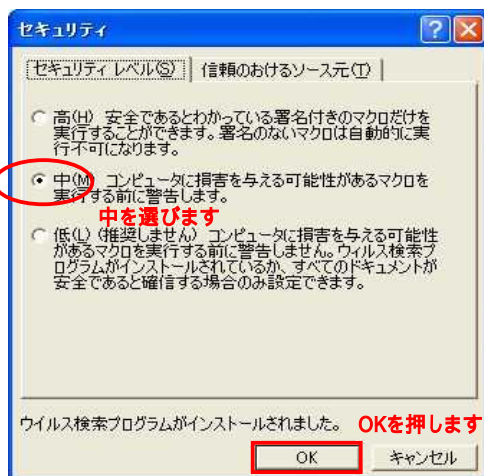 セキュリティ
セキュリティ レベル(S) 信頼のおけるソース元(T)
高(H) 安全であるとわかっている署名付きのマクロだけを
実行することができます。署名のないマクロは自動的に実
行不可になります。
中(M) コンピュータに損害を与える可能性があるマクロを
実行する前に警告します。
中を選びます
低(L) (推奨しません) コンピュータに損害を与える可能性
があるマクロを実行する前に警告しません。ウィルス検索プ
ログラムがインストールされているか、すべてのドキュメントが
安全であると確信する場合のみ設定できます。
ウイルス検索プログラムがインストールされました。 OKを押します
OK キャンセル